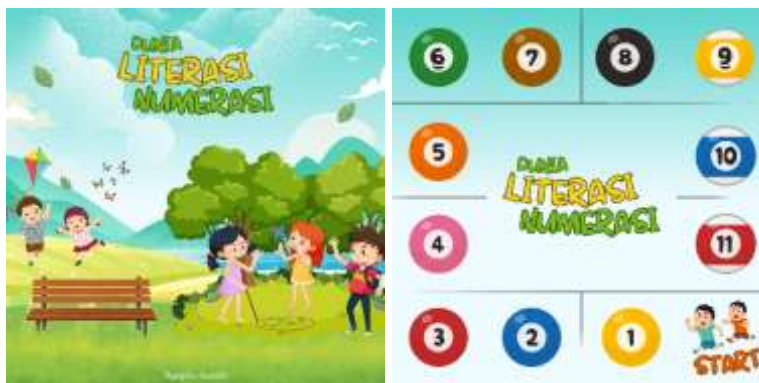 DUNIA
LITERASI
NUMERASI
6 7 8 9
5
10
DUNIA
LITERASI
NUMERASI
4
11
3 2 1
START